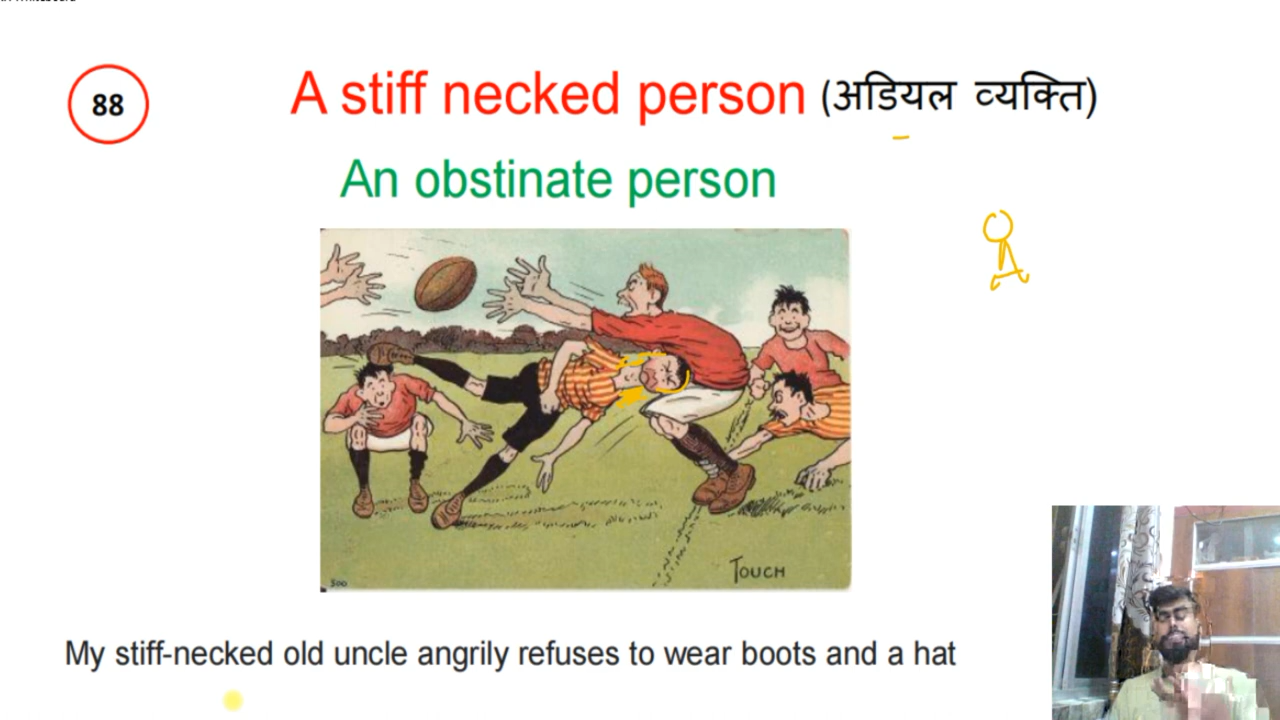 88
A stiff necked person (अडियल व्यक्ति)
An obstinate person
TOUCH
500
My stiff-necked old uncle angrily refuses to wear boots and a hat